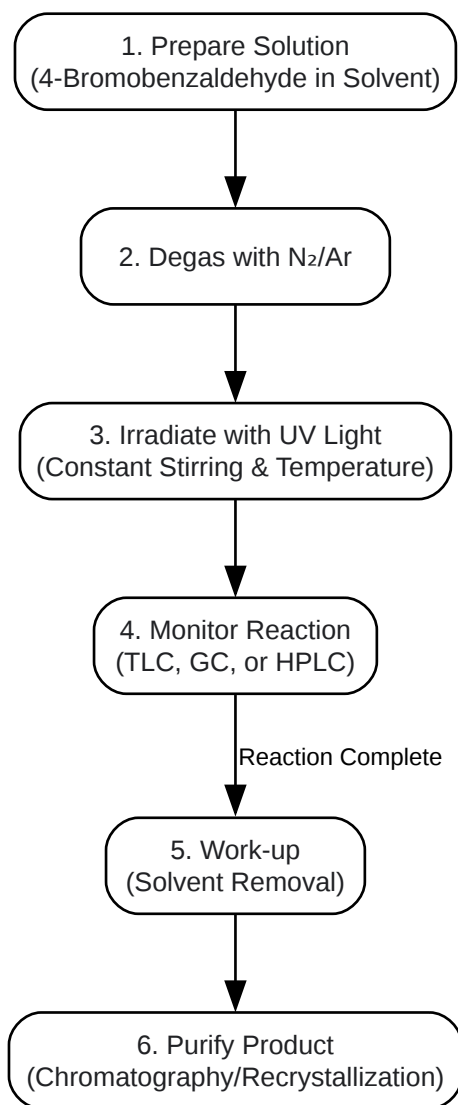 1. Prepare Solution
(4-Bromobenzaldehyde in Solvent)
2. Degas with N₂/Ar
3. Irradiate with UV Light
(Constant Stirring & Temperature)
4. Monitor Reaction
(TLC, GC, or HPLC)
Reaction Complete
5. Work-up
(Solvent Removal)
6. Purify Product
(Chromatography/Recrystallization)